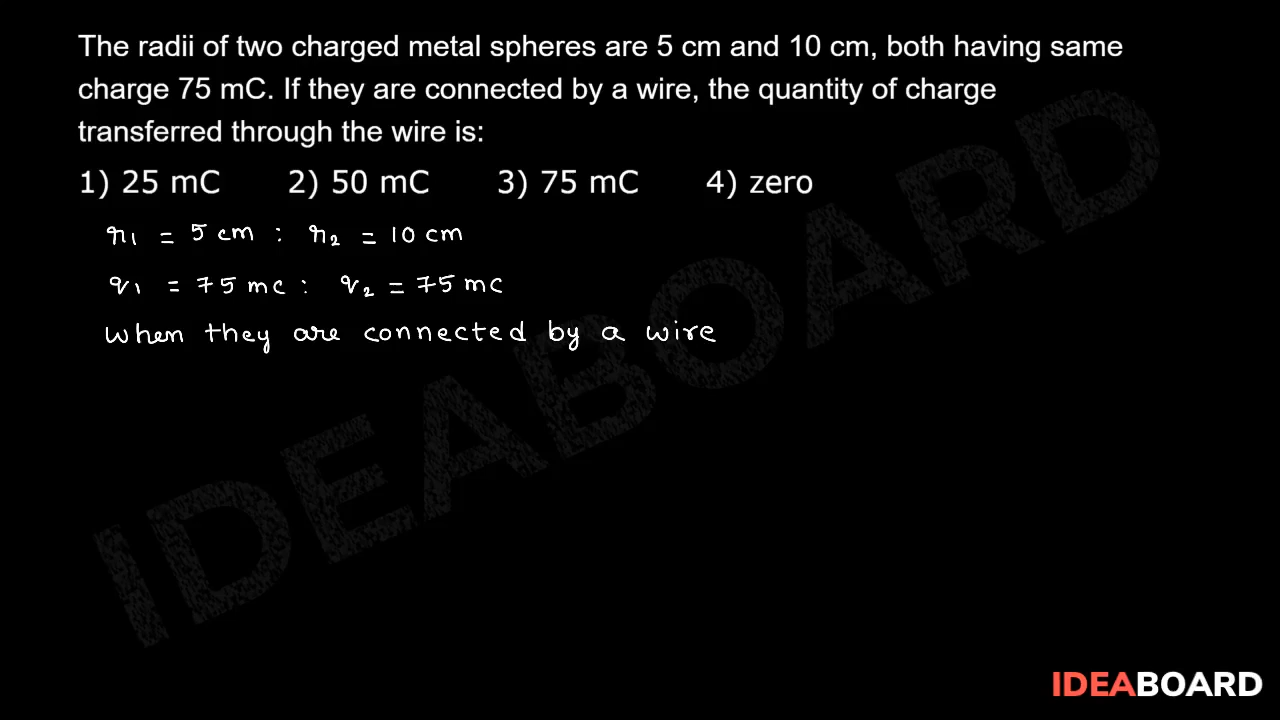 The radii of two charged metal spheres are 5 cm and 10 cm, both having same
charge 75 mC. If they are connected by a wire, the quantity of charge
transferred through the wire is:
1) 25 mC 2) 50 mC 3) 75 mC 4) zero
r1 = 5 cm : r2 = 10 cm
q1 = 75 mc : q2 = 75 mc
when they are connected by a wire
IDEABOARD
IDEABOARD